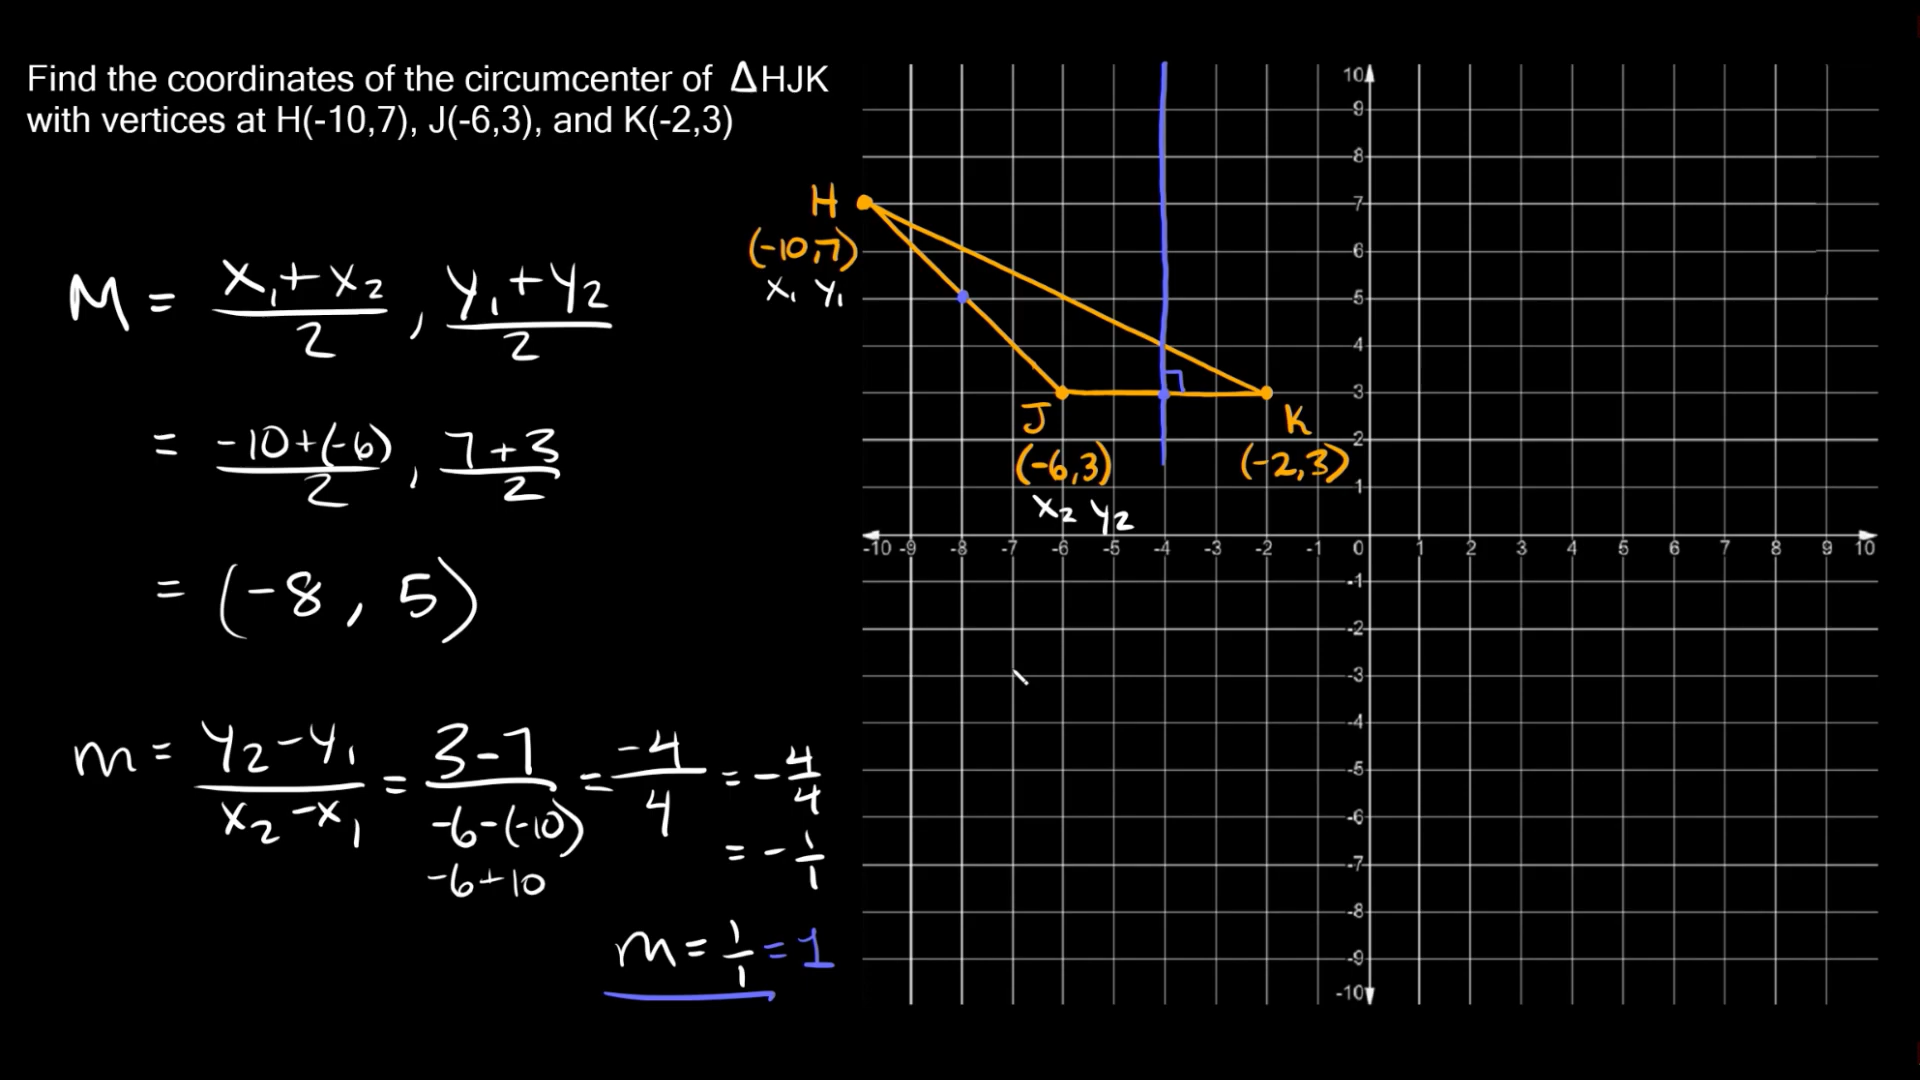 Find the coordinates of the circumcenter of ΔHJK
with vertices at H(-10,7), J(-6,3), and K(-2,3)
M = x₁+x₂/2 , y₁+y₂/2
= -10+(-6)/2 , 7+3/2
= (-8 , 5)
m = y₂-y₁/x₂-x₁ = 3-7/-6-(-10) = -4/4 = -4/4
-6+10
= -1/1
m = 1/1 = 1
H
(-10,7)
x₁ y₁
J
(-6,3)
x₂ y₂
K
(-2,3)
10
9
8
7
6
5
4
3
2
1
-10 -9 -8 -7 -6 -5 -4 -3 -2 -1 0 1 2 3 4 5 6 7 8 9 10
-1
-2
-3
-4
-5
-6
-7
-8
-9
-10